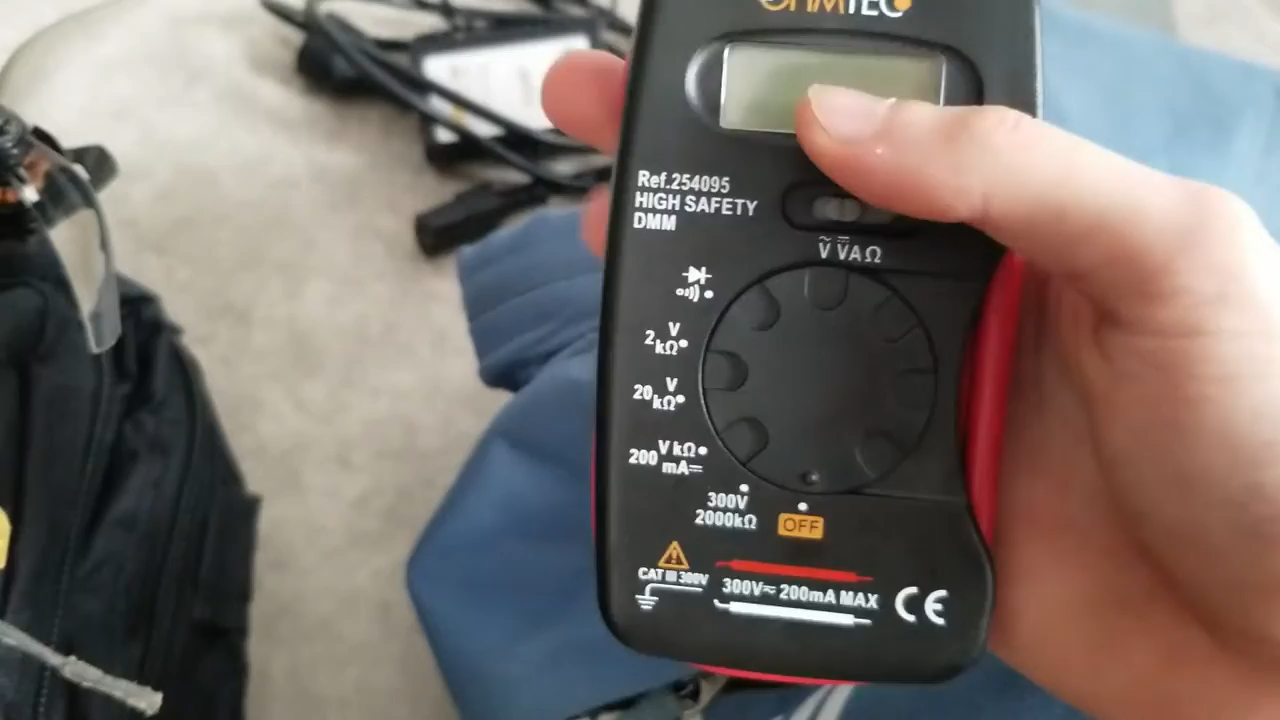 OHMTEC
Ref.254095
HIGH SAFETY
DMM
V VAΩ
2 V kΩ
20 V kΩ
200 V kΩ mA
300V
2000kΩ
OFF
CAT III 300V
300V≂ 200mA MAX
CE